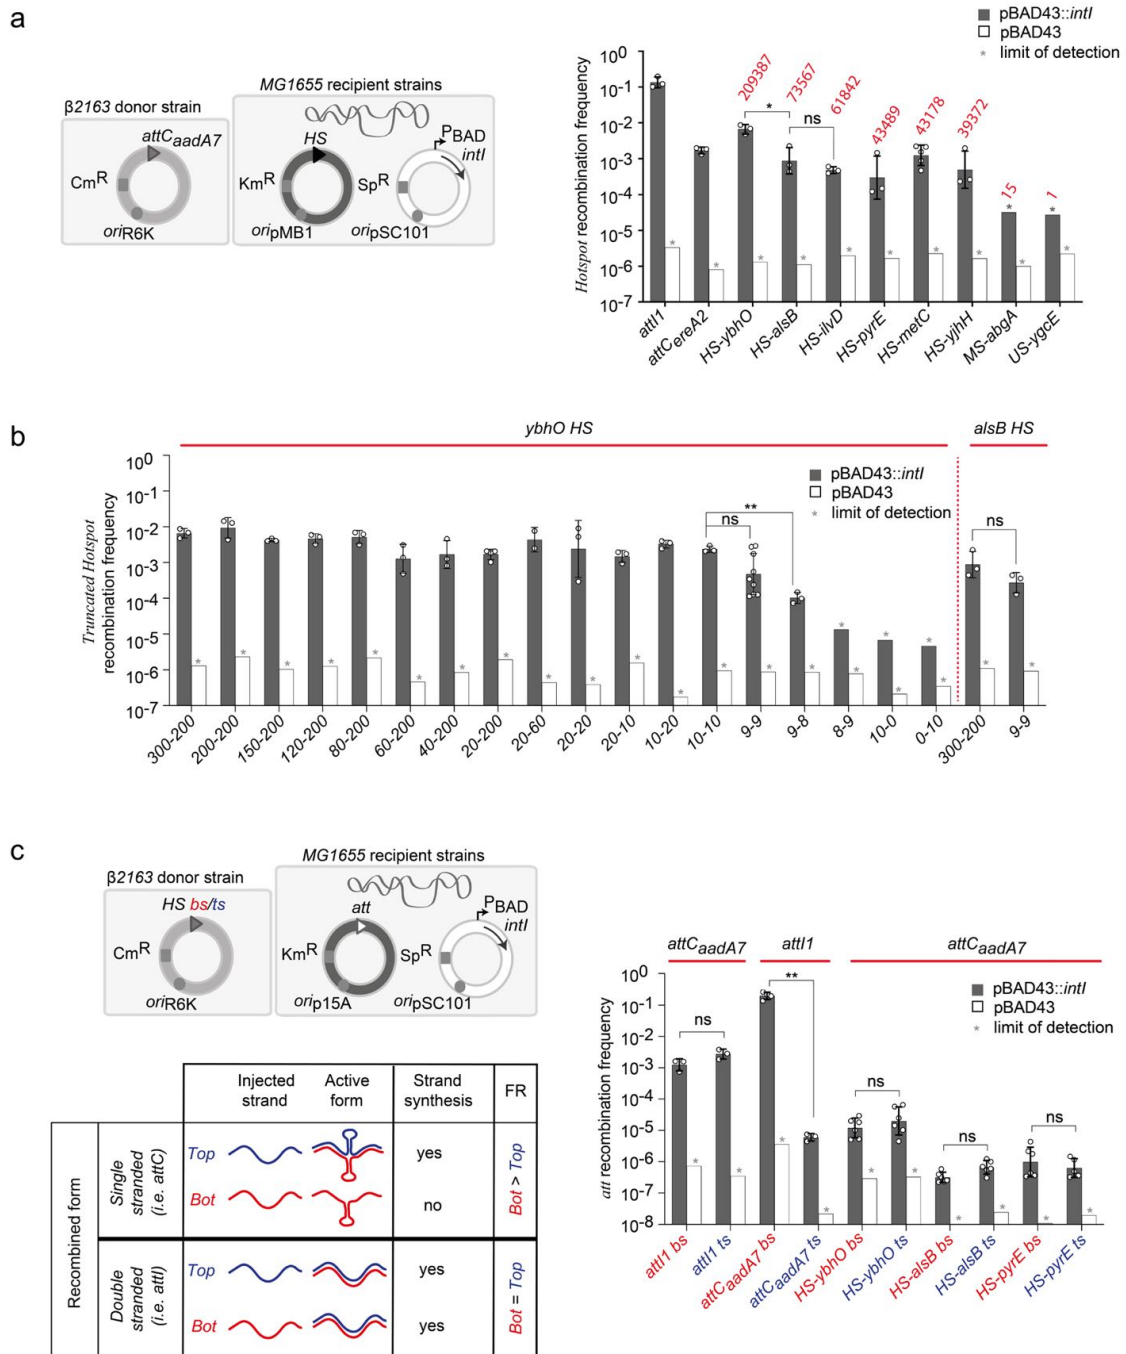 a
β2163 donor strain
attCaadA7
CmR
oriR6K
MG1655 recipient strains
HS
PBAD
intI
KmR
SpR
oripMB1
oripSC101
pBAD43::intI
pBAD43
* limit of detection
Hotspot recombination frequency
10^0
10^-1
10^-2
10^-3
10^-4
10^-5
10^-6
10^-7
209387
73567
61842
43489
43178
39372
15
1
*
ns
attI1
attCereA2
HS-ybhO
HS-alsB
HS-ilvD
HS-pyrE
HS-metC
HS-yjhH
MS-abgA
US-ygcE
b
ybhO HS
alsB HS
pBAD43::intI
pBAD43
* limit of detection
Truncated Hotspot
recombination frequency
10^0
10^-1
10^-2
10^-3
10^-4
10^-5
10^-6
10^-7
**
ns
ns
300-200
200-200
150-200
120-200
80-200
60-200
40-200
20-200
20-60
20-20
20-10
10-20
10-10
9-9
9-8
8-9
10-0
0-10
300-200
9-9
c
β2163 donor strain
HS bs/ts
CmR
oriR6K
MG1655 recipient strains
att
PBAD
intI
KmR
SpR
orip15A
oripSC101
Injected strand
Active form
Strand synthesis
FR
Recombined form
Single stranded (i.e. attC)
Top
yes
Bot
no
Bot > Top
Double stranded (i.e. attI)
Top
yes
Bot
yes
Bot = Top
attCaadA7
attI1
attCaadA7
pBAD43::intI
pBAD43
* limit of detection
att recombination frequency
10^0
10^-1
10^-2
10^-3
10^-4
10^-5
10^-6
10^-7
10^-8
ns
**
ns
ns
ns
attI1 bs
attI1 ts
attCaadA7 bs
attCaadA7 ts
HS-ybhO bs
HS-ybhO ts
HS-alsB bs
HS-alsB ts
HS-pyrE bs
HS-pyrE ts